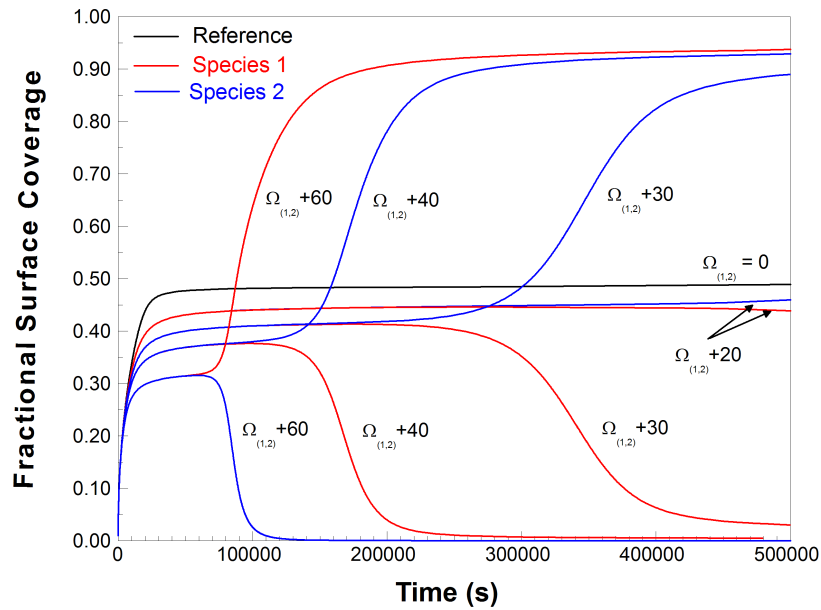 1.00
0.90
0.80
0.70
0.60
0.50
0.40
0.30
0.20
0.10
0.00
Fractional Surface Coverage
Reference
Species 1
Species 2
Ω(1,2)+60
Ω(1,2)+40
Ω(1,2)+30
Ω(1,2) = 0
Ω(1,2)+20
Ω(1,2)+60
Ω(1,2)+40
Ω(1,2)+30
0
100000
200000
300000
400000
500000
Time (s)